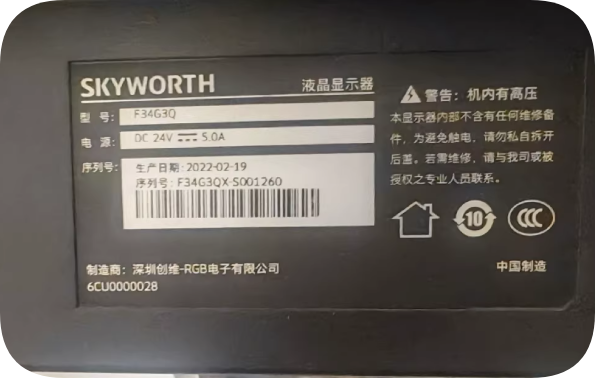 SKYWORTH 液晶显示器
型 号: F34G3Q
电 源: DC 24V 5.0A
序列号: 生产日期: 2022-02-19
序列号: F34G3QX-S001260
警告: 机内有高压
本显示器内部不含有任何维修备
件, 为避免触电, 请勿私自拆开
后盖。若需维修, 请与我司或被
授权之专业人员联系。
10
CCC
制造商: 深圳创维-RGB电子有限公司
6CU0000028
中国制造